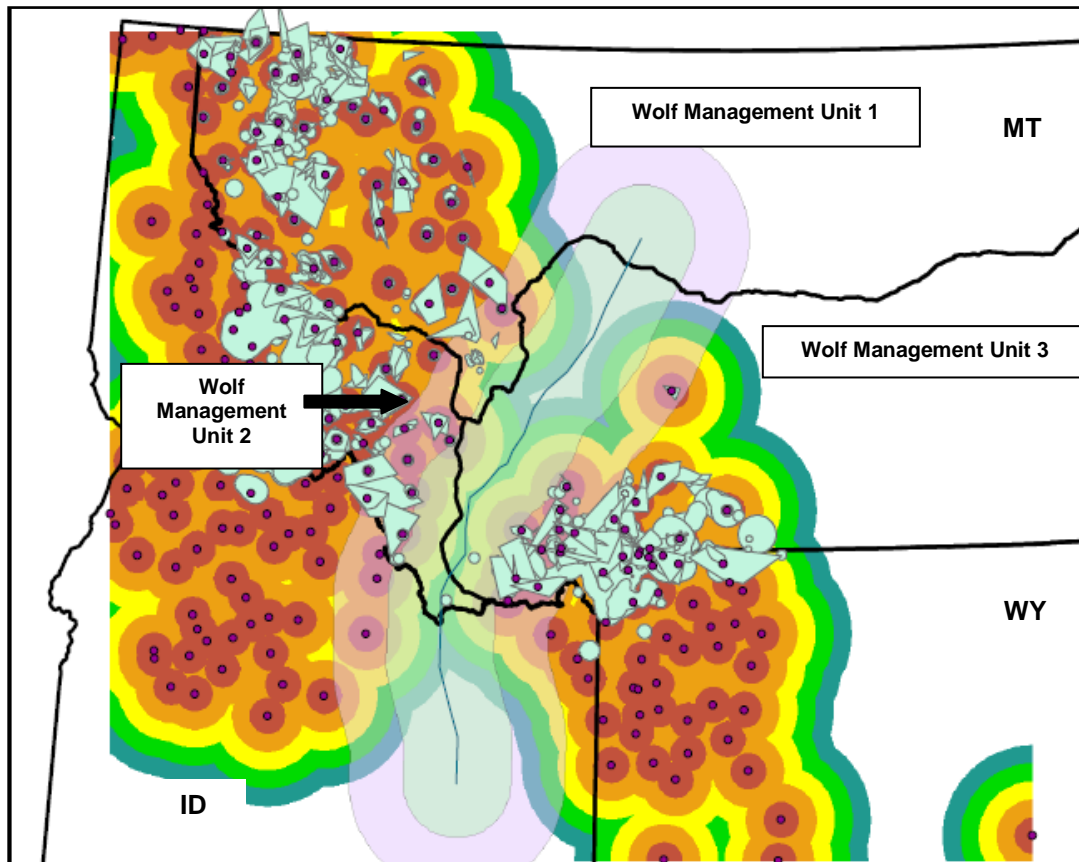 Wolf Management Unit 1
MT
Wolf Management Unit 3
Wolf
Management
Unit 2
WY
ID